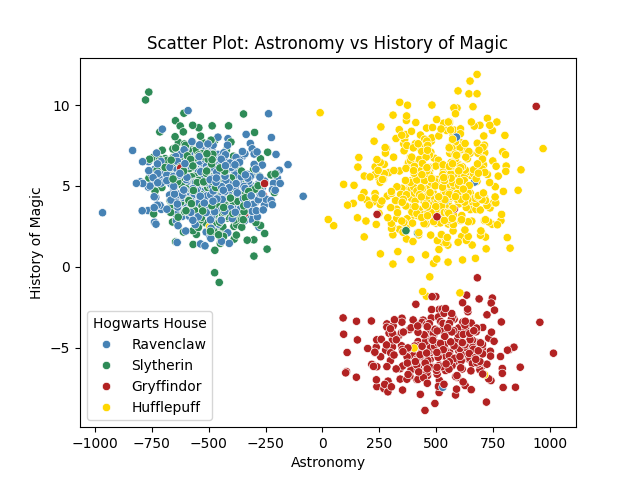 Scatter Plot: Astronomy vs History of Magic
10
5
0
−5
History of Magic
Hogwarts House
Ravenclaw
Slytherin
Gryffindor
Hufflepuff
−1000 −750 −500 −250 0 250 500 750 1000
Astronomy